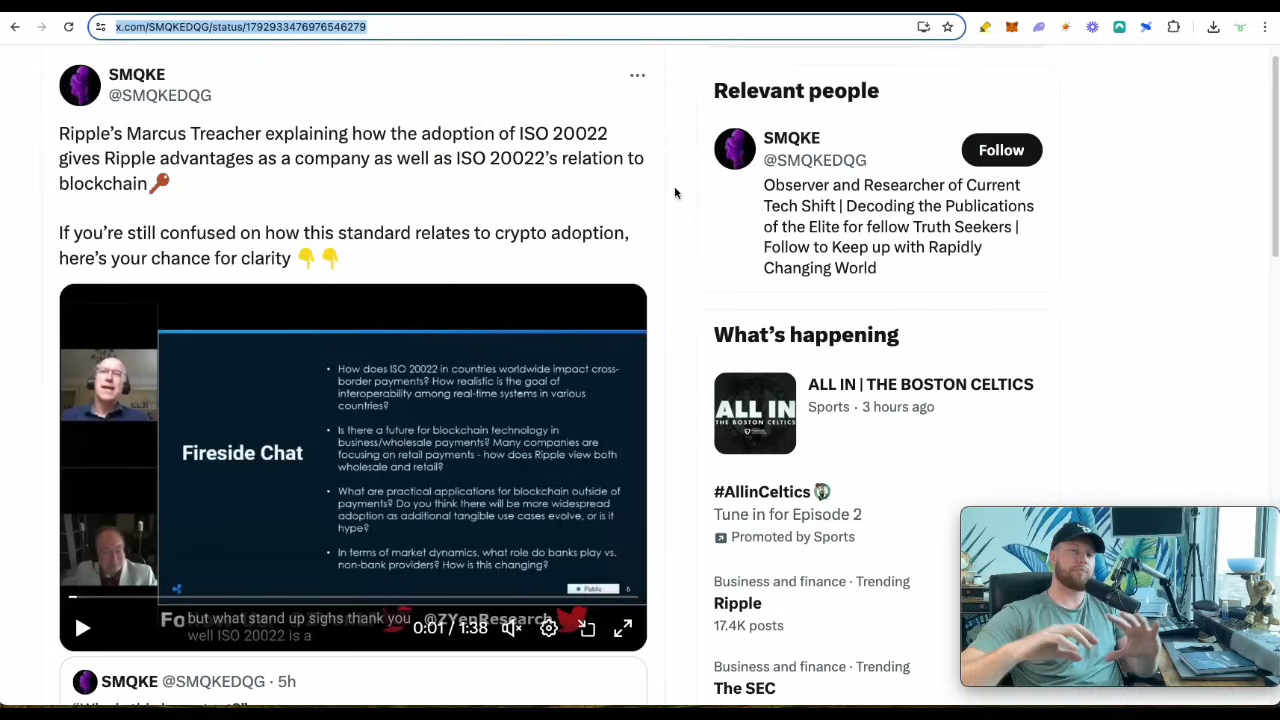 x.com/SMQKEDQG/status/1792933476976546279
SMQKE
@SMQKEDQG
Ripple’s Marcus Treacher explaining how the adoption of ISO 20022
gives Ripple advantages as a company as well as ISO 20022’s relation to
blockchain🔑
If you’re still confused on how this standard relates to crypto adoption,
here’s your chance for clarity 👇👇
Fireside Chat
• How does ISO 20022 in countries worldwide impact cross-
border payments? How realistic is the goal of
interoperability among real-time systems in various
countries?
• Is there a future for blockchain technology in
business/wholesale payments? Many companies are
focusing on retail payments - how does Ripple view both
wholesale and retail?
• What are practical applications for blockchain outside of
payments? Do you think there will be more widespread
adoption as additional tangible use cases evolve, or is it
hype?
• In terms of market dynamics, what role do banks play vs.
non-bank providers? How is this changing?
Public 6
Fo
@ZYenResearch
but what stand up sighs thank you
well ISO 20022 is a
0:01 / 1:38
SMQKE @SMQKEDQG · 5h
Relevant people
SMQKE
@SMQKEDQG
Follow
Observer and Researcher of Current
Tech Shift | Decoding the Publications
of the Elite for fellow Truth Seekers |
Follow to Keep up with Rapidly
Changing World
What’s happening
ALL IN
THE BOSTON CELTICS
ALL IN | THE BOSTON CELTICS
Sports · 3 hours ago
#AllinCeltics
Tune in for Episode 2
Promoted by Sports
Business and finance · Trending
Ripple
17.4K posts
Business and finance · Trending
The SEC